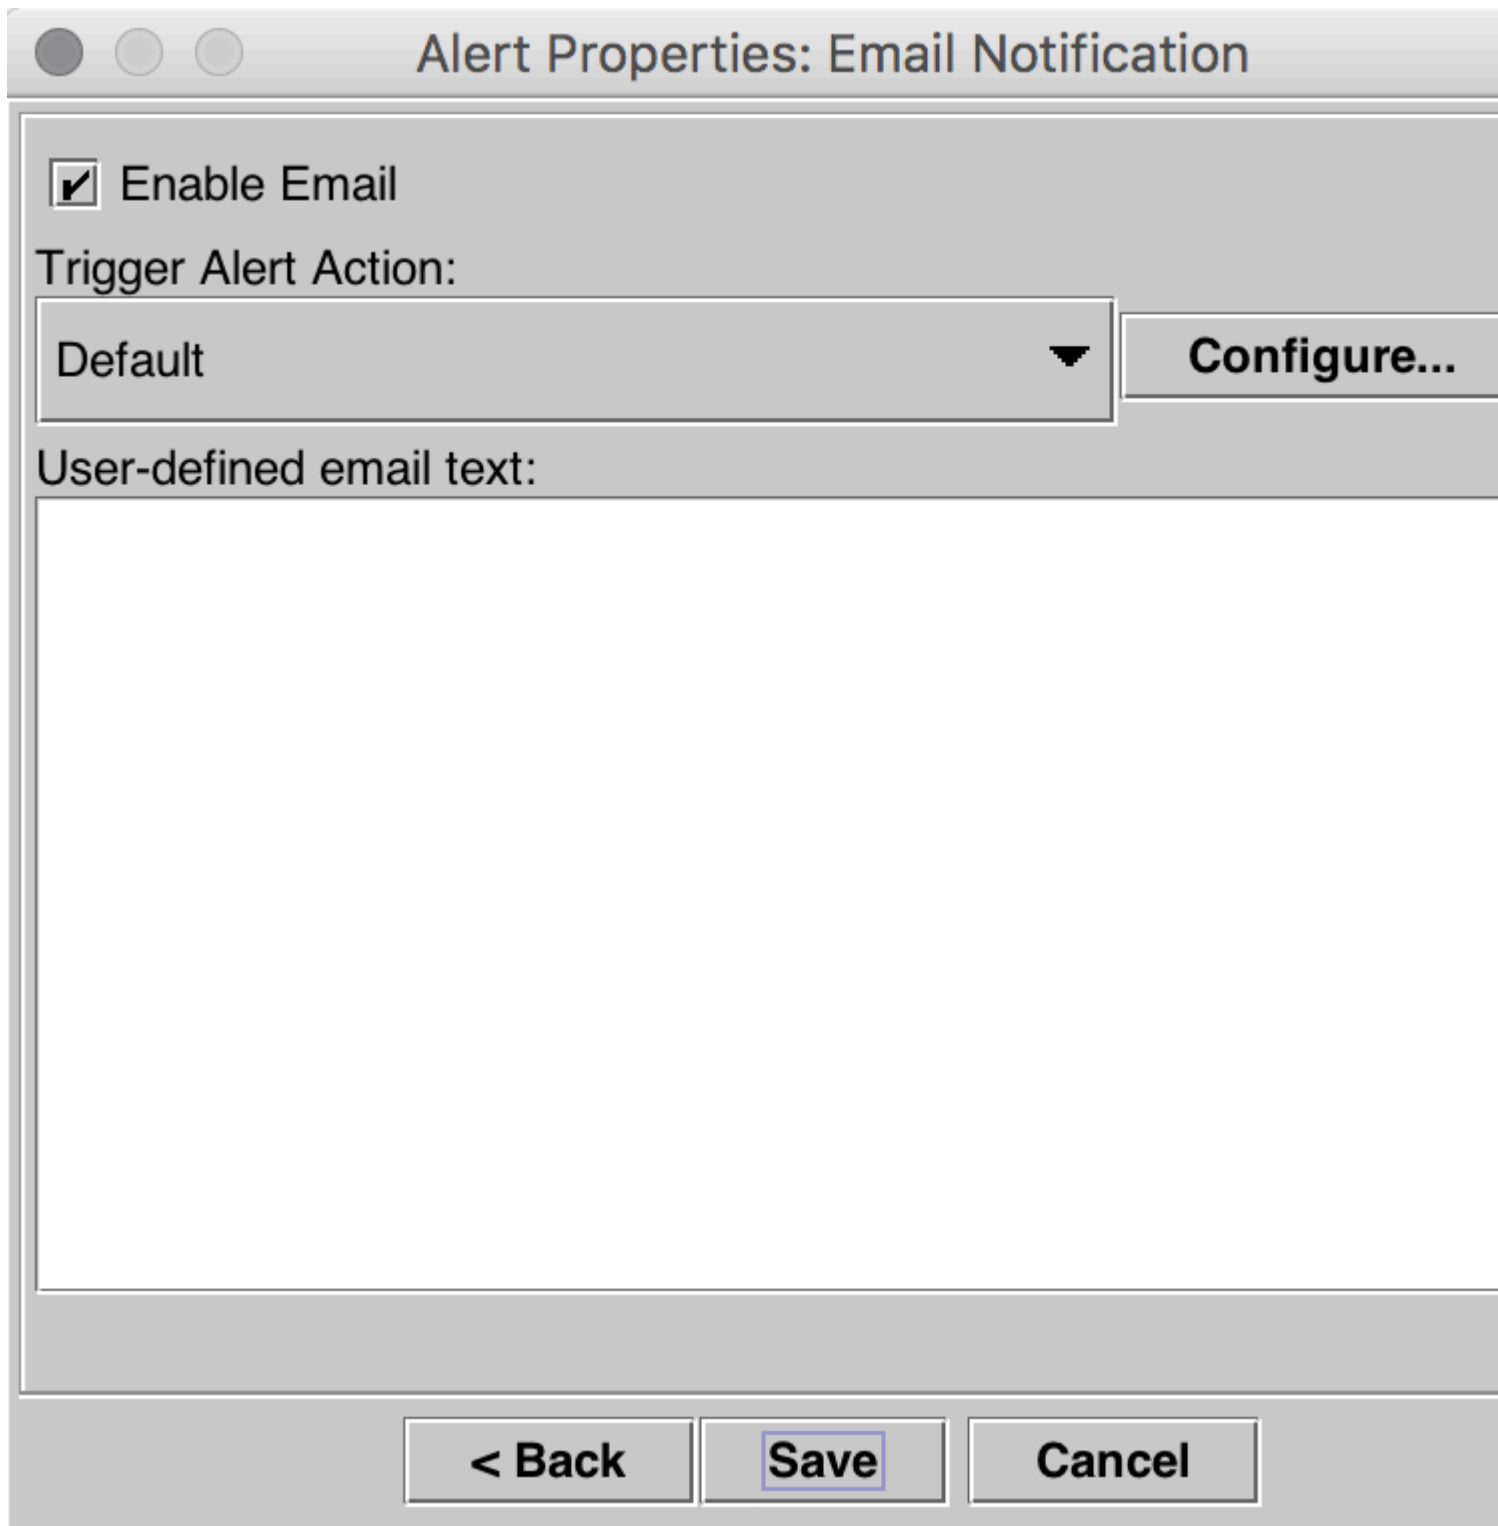 Alert Properties: Email Notification
Enable Email
Trigger Alert Action:
Default
Configure...
User-defined email text:
< Back
Save
Cancel